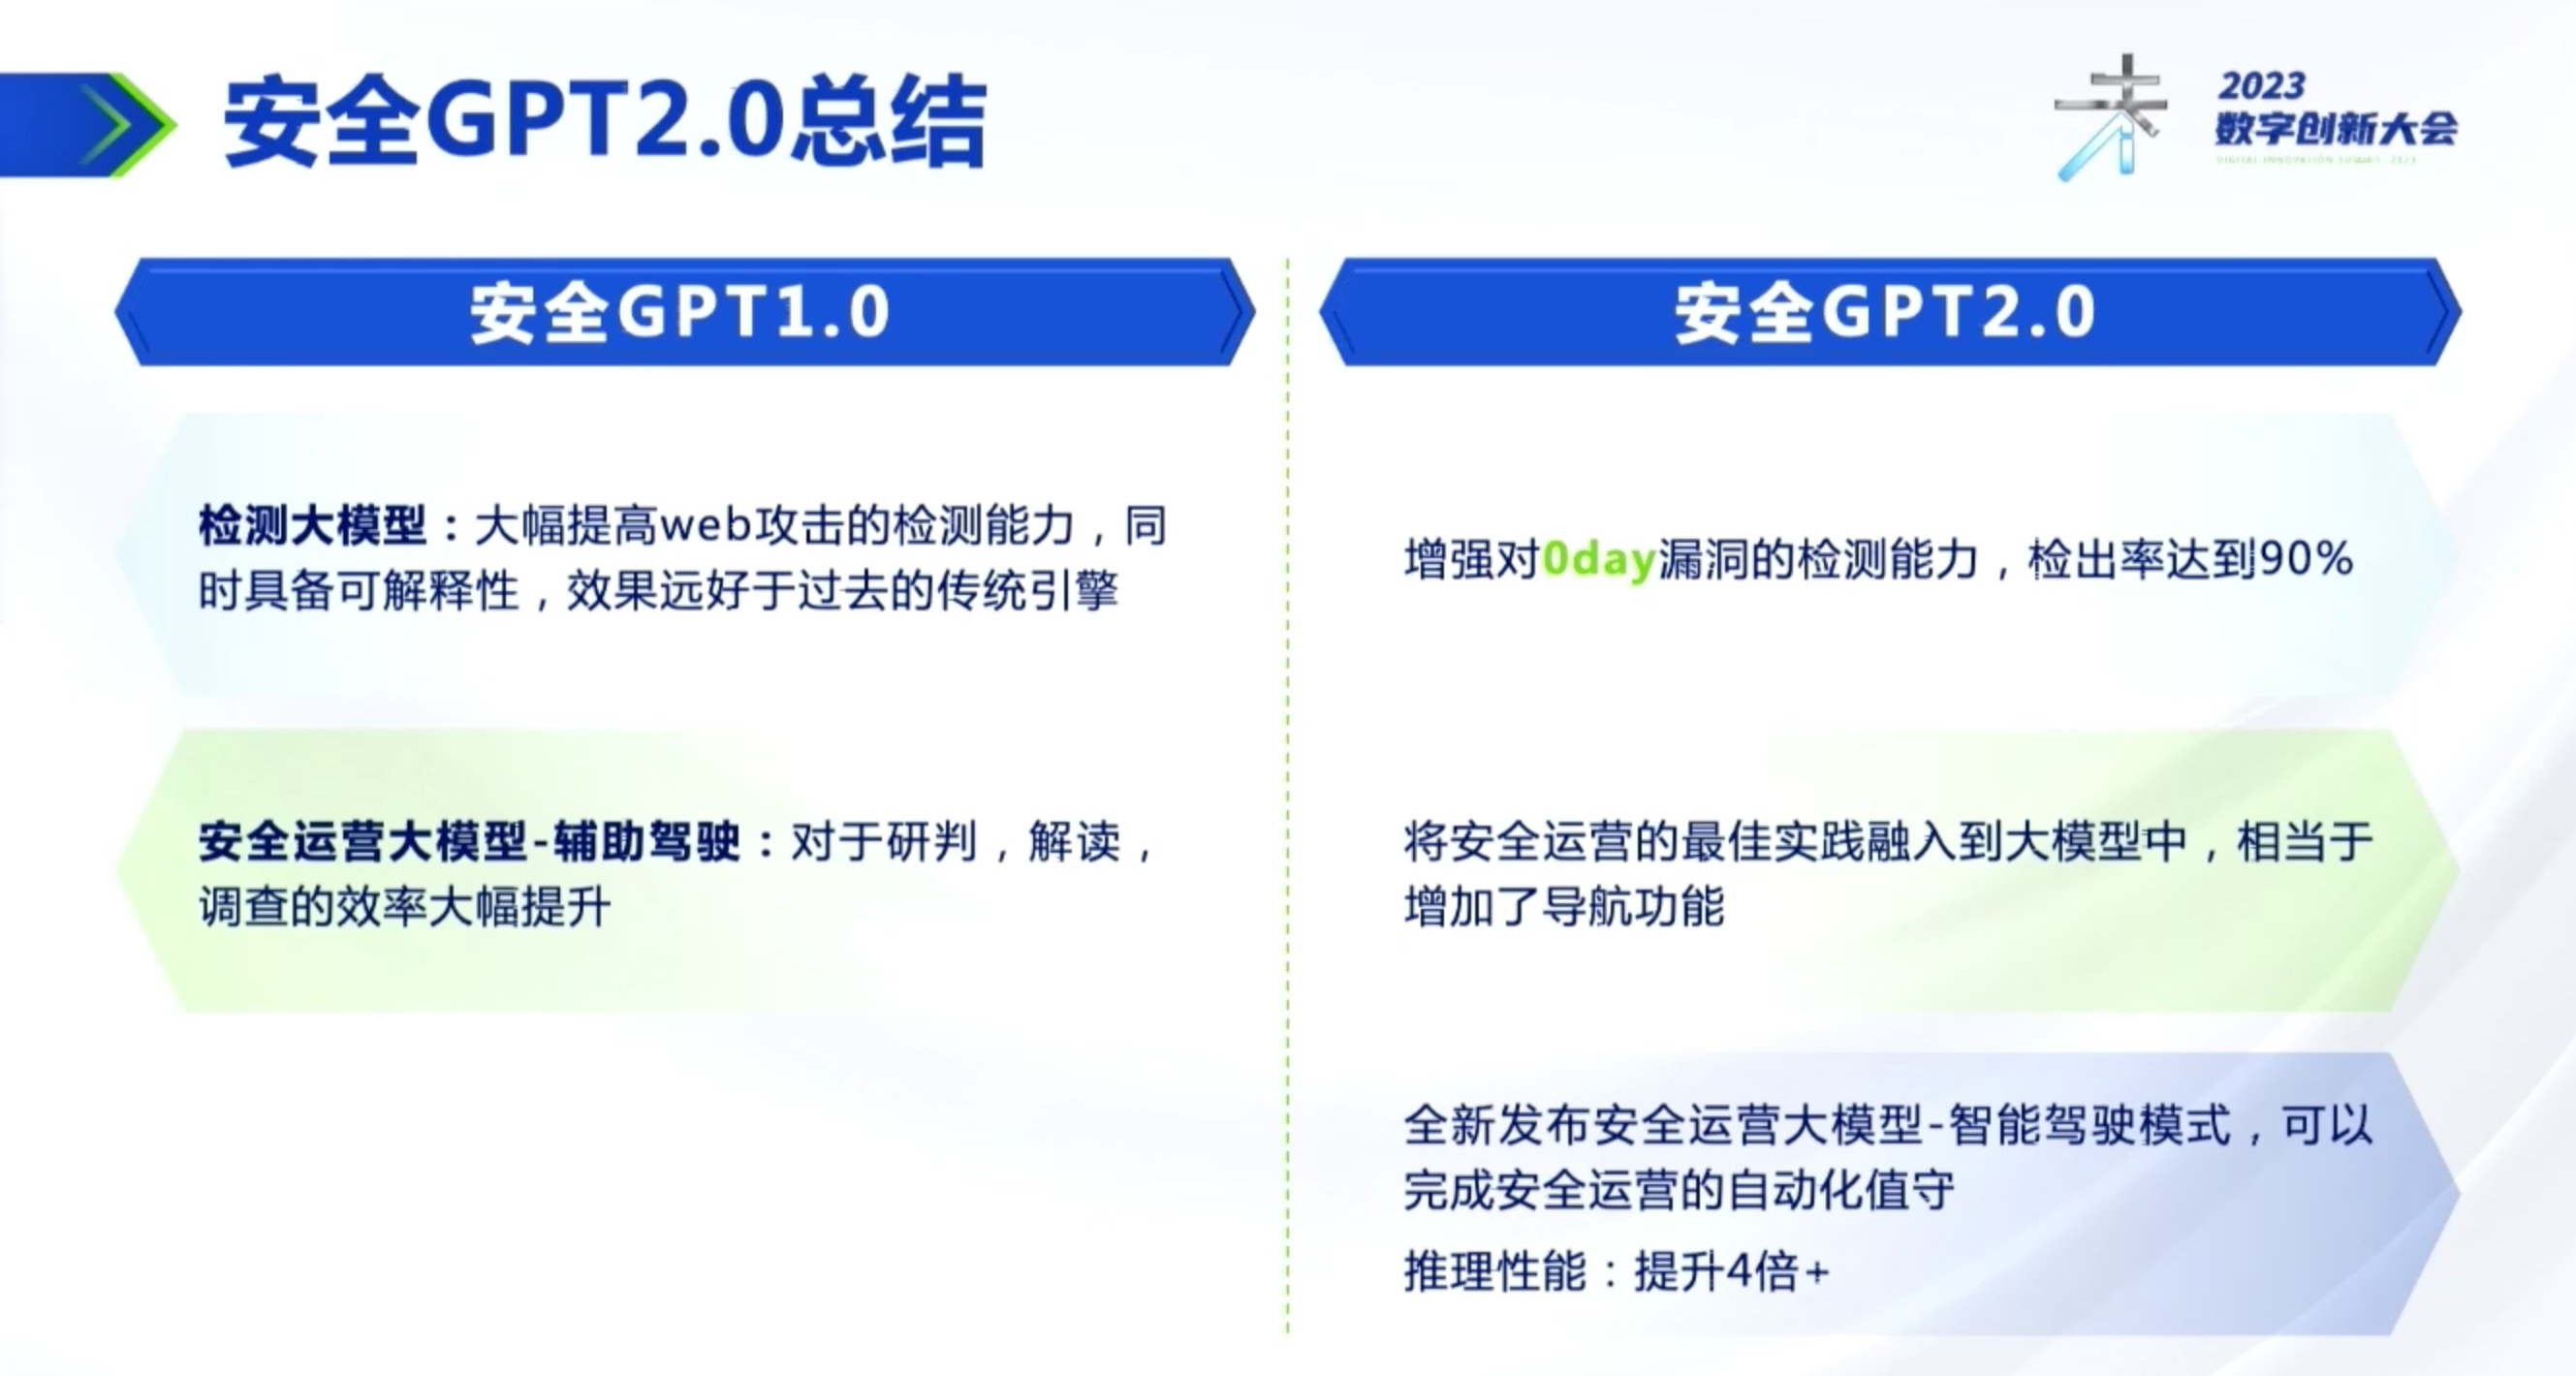 安全GPT2.0总结
2023
数字创新大会
DIGITAL INNOVATION SUMMIT 2023
安全GPT1.0
检测大模型：大幅提高web攻击的检测能力，同
时具备可解释性，效果远好于过去的传统引擎
安全运营大模型-辅助驾驶：对于研判，解读，
调查的效率大幅提升
安全GPT2.0
增强对0day漏洞的检测能力，检出率达到90%
将安全运营的最佳实践融入到大模型中，相当于
增加了导航功能
全新发布安全运营大模型-智能驾驶模式，可以
完成安全运营的自动化值守
推理性能：提升4倍+